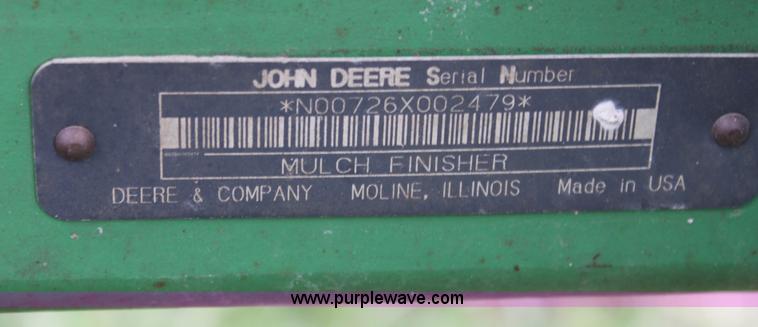 JOHN DEERE Serial Number
*N00726X002479*
MULCH FINISHER
DEERE & COMPANY MOLINE, ILLINOIS Made in USA
www.purplewave.com